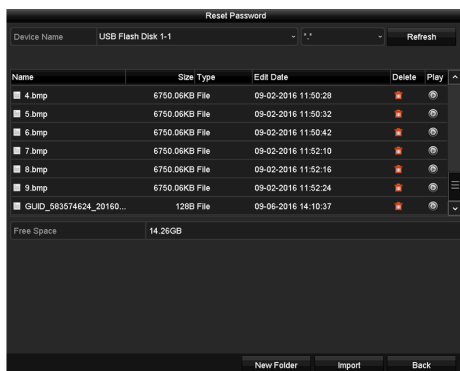 Reset Password
Device Name USB Flash Disk 1-1 *.* Refresh
Name Size Type Edit Date Delete Play
4.bmp 6750.06KB File 09-02-2016 11:50:28
5.bmp 6750.06KB File 09-02-2016 11:50:32
6.bmp 6750.06KB File 09-02-2016 11:50:42
7.bmp 6750.06KB File 09-02-2016 11:52:10
8.bmp 6750.06KB File 09-02-2016 11:52:16
9.bmp 6750.06KB File 09-02-2016 11:52:24
GUID_583574624_20160... 128B File 09-06-2016 14:10:37
Free Space 14.26GB
New Folder Import Back